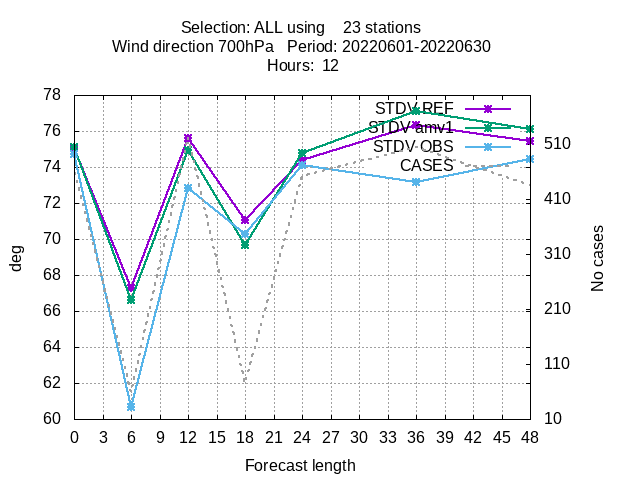 Selection: ALL using    23 stations
Wind direction 700hPa   Period: 20220601-20220630
Hours:  12
STDV REF
STDV amv1
STDV OBS
CASES
78
76
74
72
70
68
66
64
62
60
deg
510
410
310
210
110
10
No cases
0 3 6 9 12 15 18 21 24 27 30 33 36 39 42 45 48
Forecast length